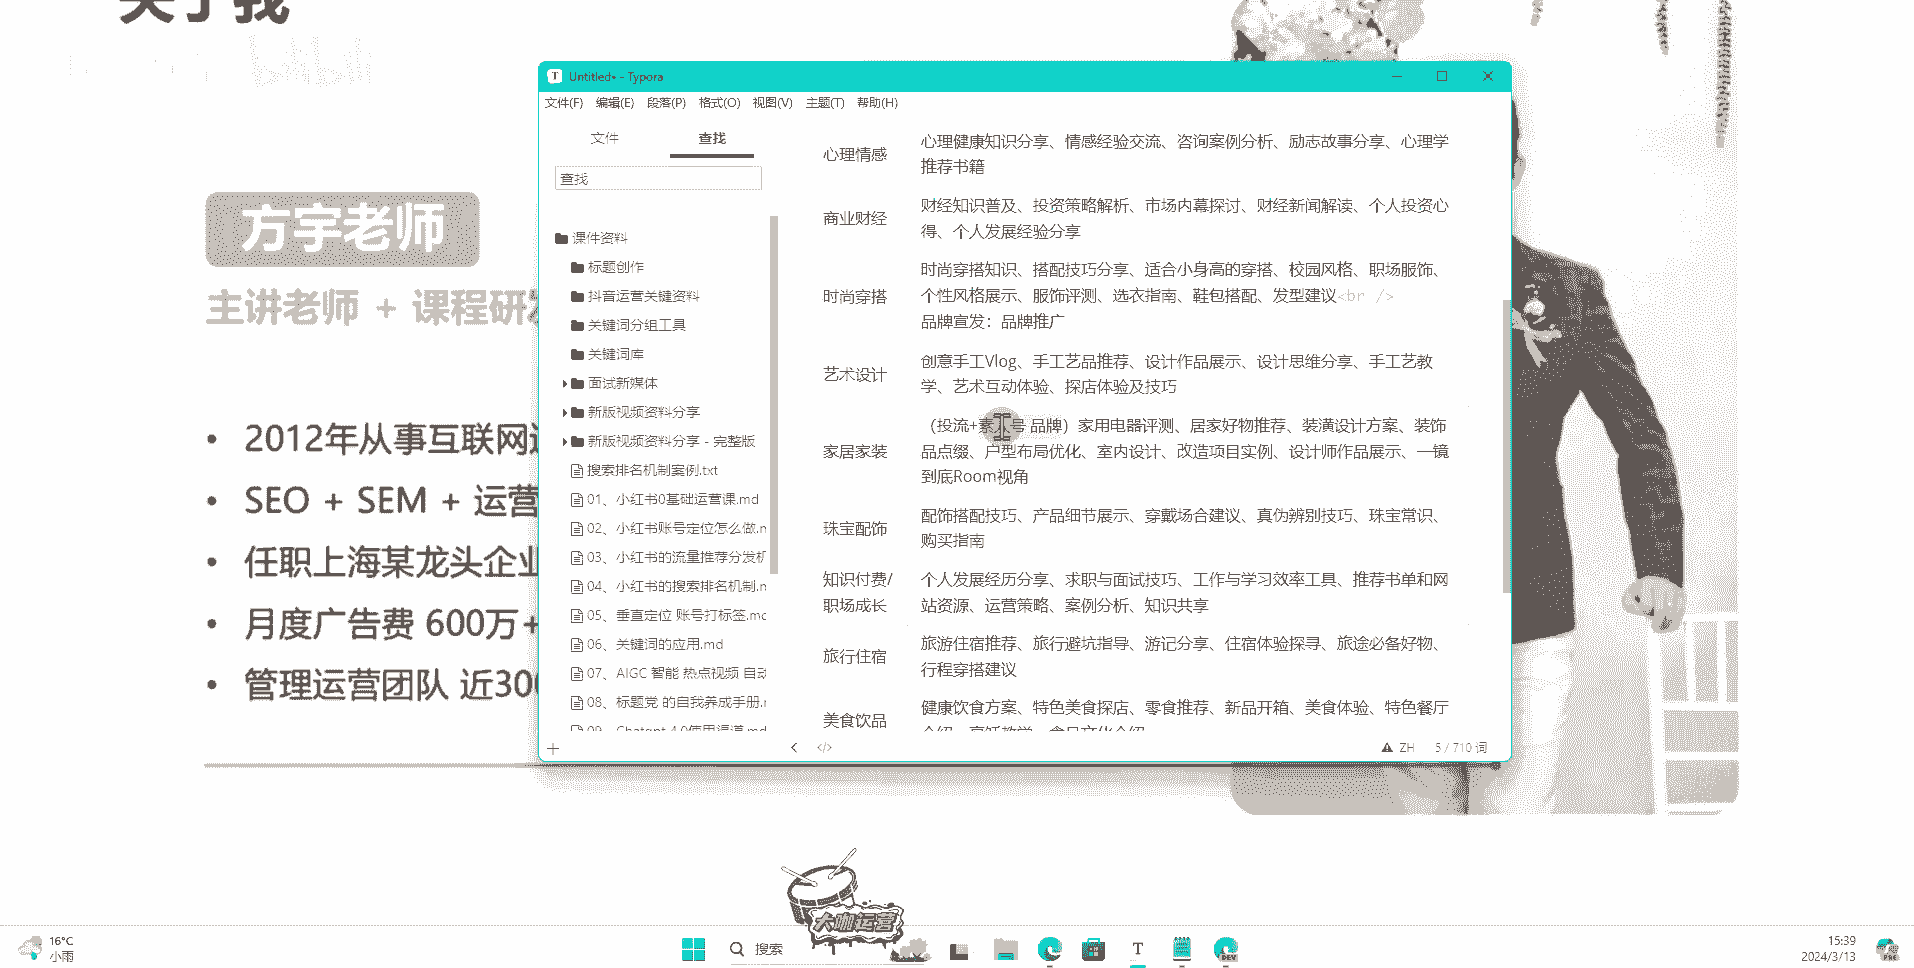 关于我
bilibili
方宇老师
主讲老师 + 课程研
• 2012年从事互联网
• SEO + SEM + 运营
• 任职上海某龙头企业
• 月度广告费 600万+
• 管理运营团队 近300
Untitled• - Typora
文件(F) 编辑(E) 段落(P) 格式(O) 视图(V) 主题(T) 帮助(H)
文件 查找
查找
课件资料
标题创作
抖音运营关键资料
关键词分组工具
关键词库
面试新媒体
新版视频资料分享
新版视频资料分享 - 完整版
搜索排名机制案例.txt
01、小红书0基础运营课.md
02、小红书账号定位怎么做.m
03、小红书的流量推荐分发机
04、小红书的搜索排名机制.m
05、垂直定位 账号打标签.md
06、关键词的应用.md
07、AIGC 智能 热点视频 自动
08、标题党 的自我养成手册.m
09、Chatgpt 4.0使用渠道.md
心理情感
心理健康知识分享、情感经验交流、咨询案例分析、励志故事分享、心理学
推荐书籍
商业财经
财经知识普及、投资策略解析、市场内幕探讨、财经新闻解读、个人投资心
得、个人发展经验分享
时尚穿搭
时尚穿搭知识、搭配技巧分享、适合小身高的穿搭、校园风格、职场服饰、
个性风格展示、服饰评测、选衣指南、鞋包搭配、发型建议<br />
品牌宣发：品牌推广
艺术设计
创意手工Vlog、手工艺品推荐、设计作品展示、设计思维分享、手工艺教
学、艺术互动体验、探店体验及技巧
家居家装
（投流+素人号 品牌）家用电器评测、居家好物推荐、装潢设计方案、装饰
品点缀、户型布局优化、室内设计、改造项目实例、设计师作品展示、一镜
到底Room视角
珠宝配饰
配饰搭配技巧、产品细节展示、穿戴场合建议、真伪辨别技巧、珠宝常识、
购买指南
知识付费/
职场成长
个人发展经历分享、求职与面试技巧、工作与学习效率工具、推荐书单和网
站资源、运营策略、案例分析、知识共享
旅行住宿
旅游住宿推荐、旅行避坑指导、游记分享、住宿体验探寻、旅途必备好物、
行程穿搭建议
美食饮品
健康饮食方案、特色美食探店、零食推荐、新品开箱、美食体验、特色餐厅
介绍、烹饪教学、食品文化介绍
</> ZH 5 / 710 词
大咖运营
16°C
小雨
搜索
T
DEV
15:39
2024/3/13
PRE